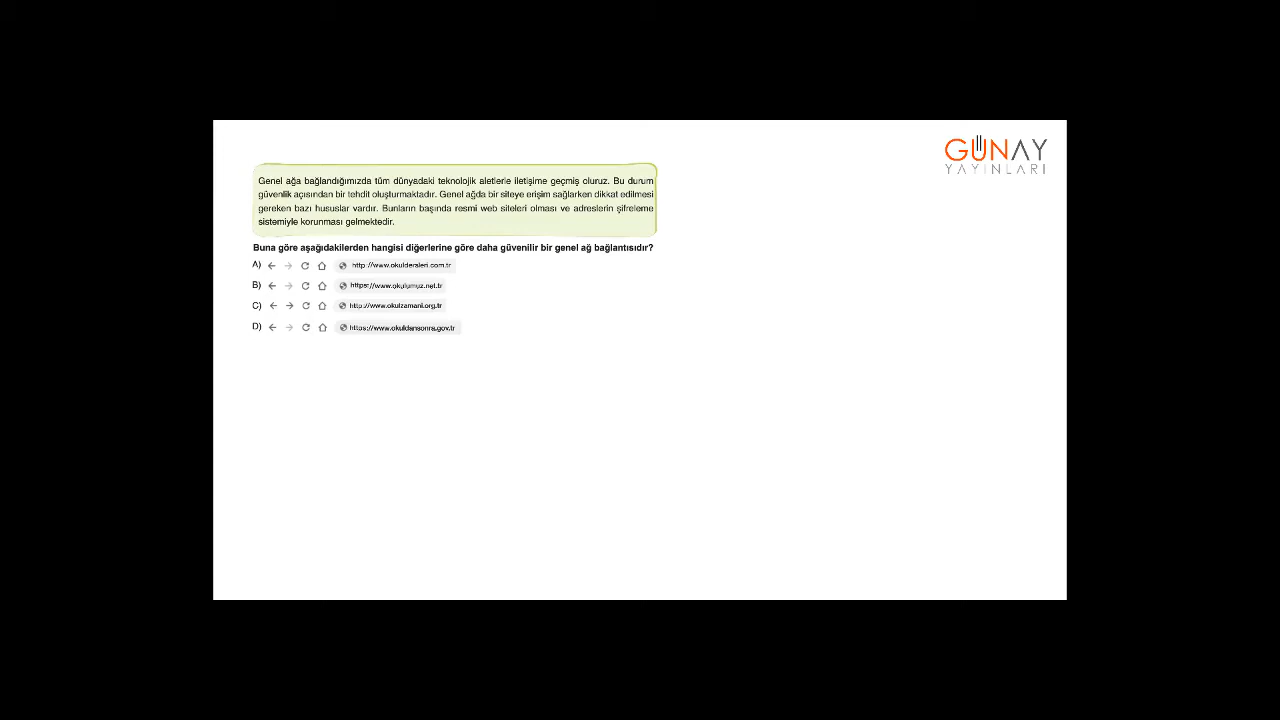 GÜNAY
YAYINLARI
Genel ağa bağlandığımızda tüm dünyadaki teknolojik aletlerle iletişime geçmiş oluruz. Bu durum
güvenlik açısından bir tehdit oluşturmaktadır. Genel ağda bir siteye erişim sağlarken dikkat edilmesi
gereken bazı hususlar vardır. Bunların başında resmi web siteleri olması ve adreslerin şifreleme
sistemiyle korunması gelmektedir.
Buna göre aşağıdakilerden hangisi diğerlerine göre daha güvenilir bir genel ağ bağlantısıdır?
A) http://www.okuldersleri.com.tr
B) https://www.okulumuz.net.tr
C) http://www.okulzamani.org.tr
D) https://www.okuldansonra.gov.tr